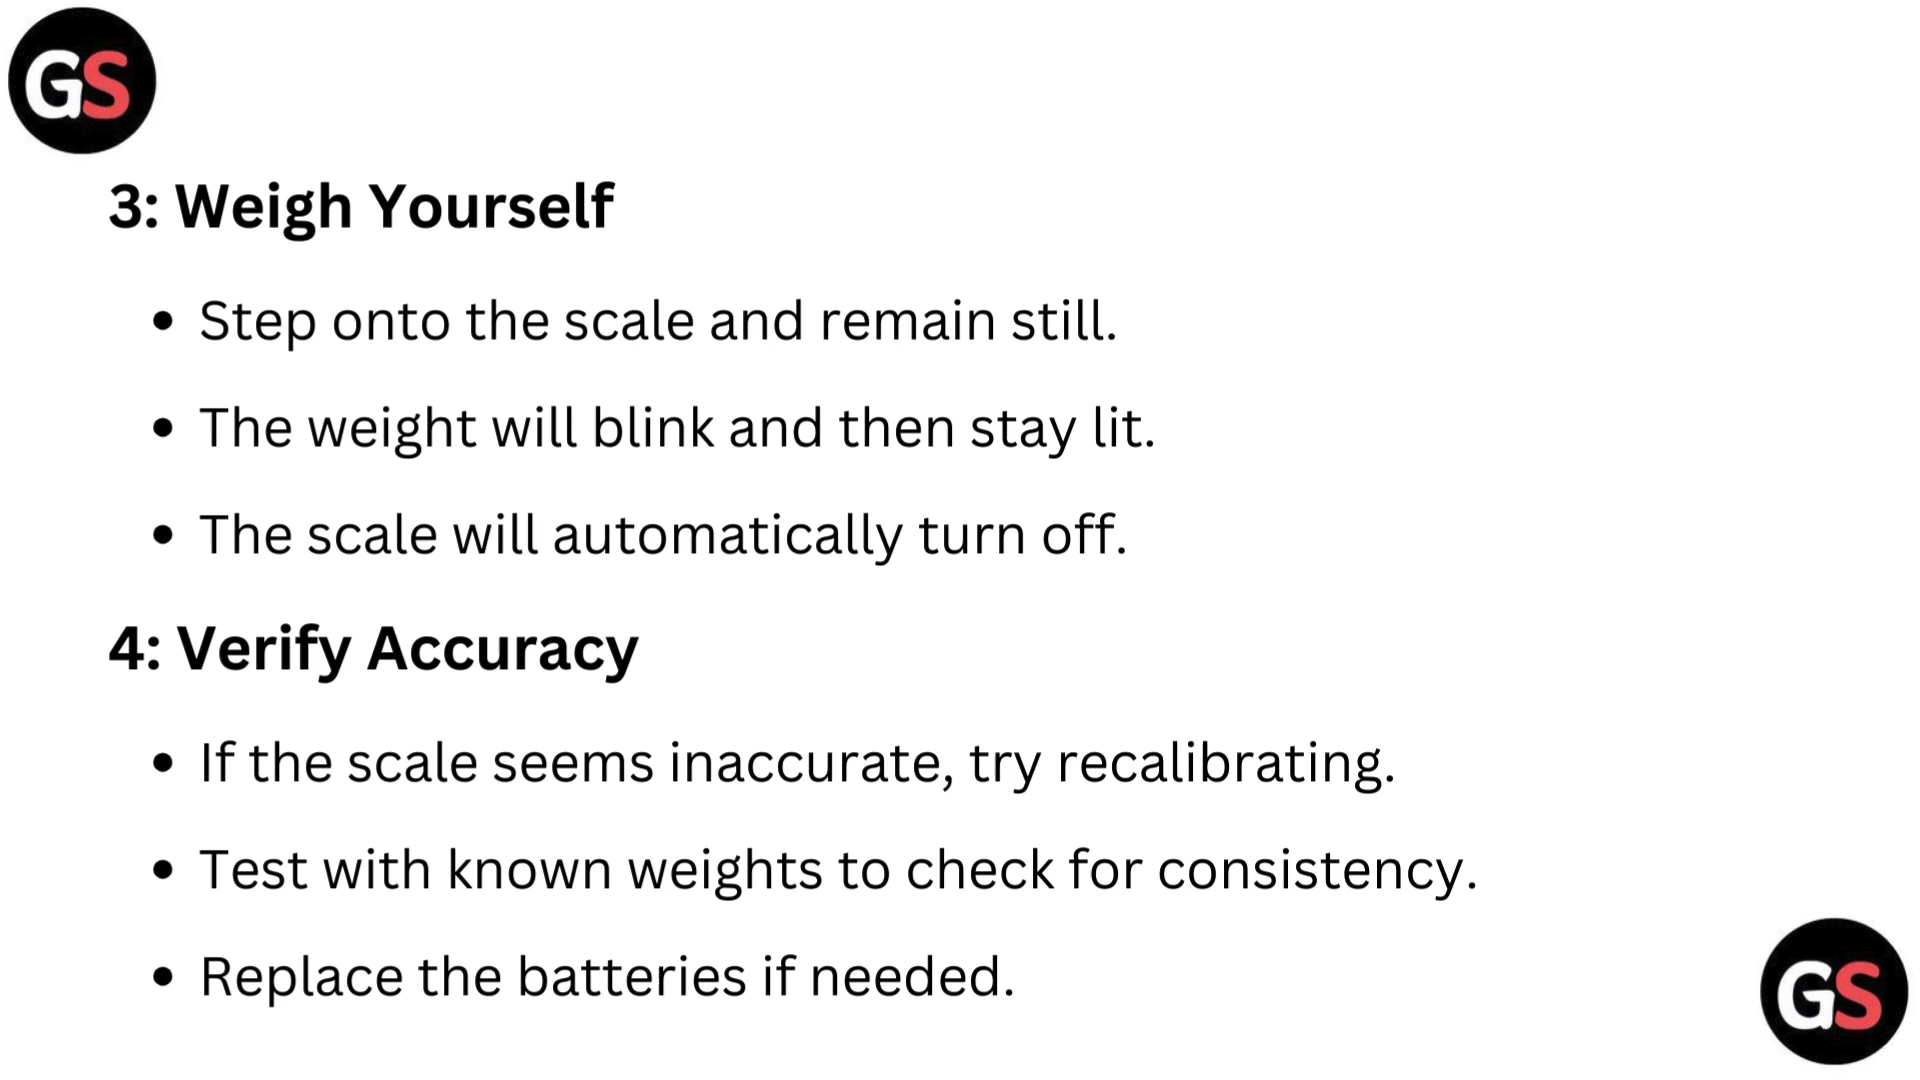 GS
3: Weigh Yourself
• Step onto the scale and remain still.
• The weight will blink and then stay lit.
• The scale will automatically turn off.
4: Verify Accuracy
• If the scale seems inaccurate, try recalibrating.
• Test with known weights to check for consistency.
• Replace the batteries if needed.
GS